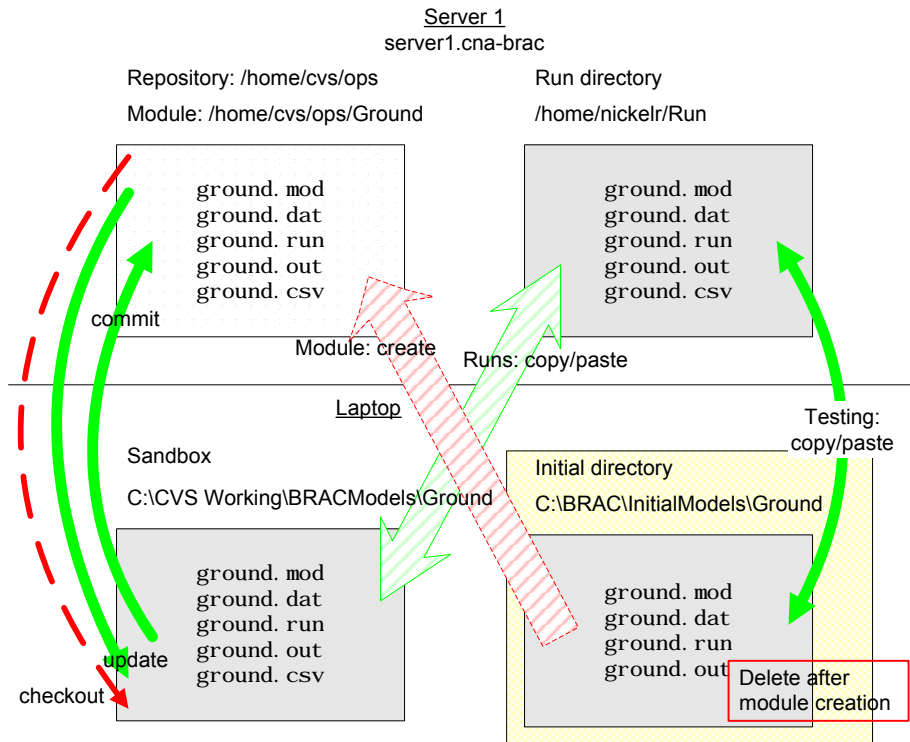 Server 1
server1.cna-brac
Repository: /home/cvs/ops
Module: /home/cvs/ops/Ground
Run directory
/home/nickelr/Run
ground. mod
ground. dat
ground. run
ground. out
ground. csv
ground. mod
ground. dat
ground. run
ground. out
ground. csv
commit
Module: create
Runs: copy/paste
Laptop
Testing:
copy/paste
Sandbox
C:\CVS Working\BRACModels\Ground
Initial directory
C:\BRAC\InitialModels\Ground
ground. mod
ground. dat
ground. run
ground. out
ground. csv
ground. mod
ground. dat
ground. run
ground. out
update
checkout
Delete after
module creation